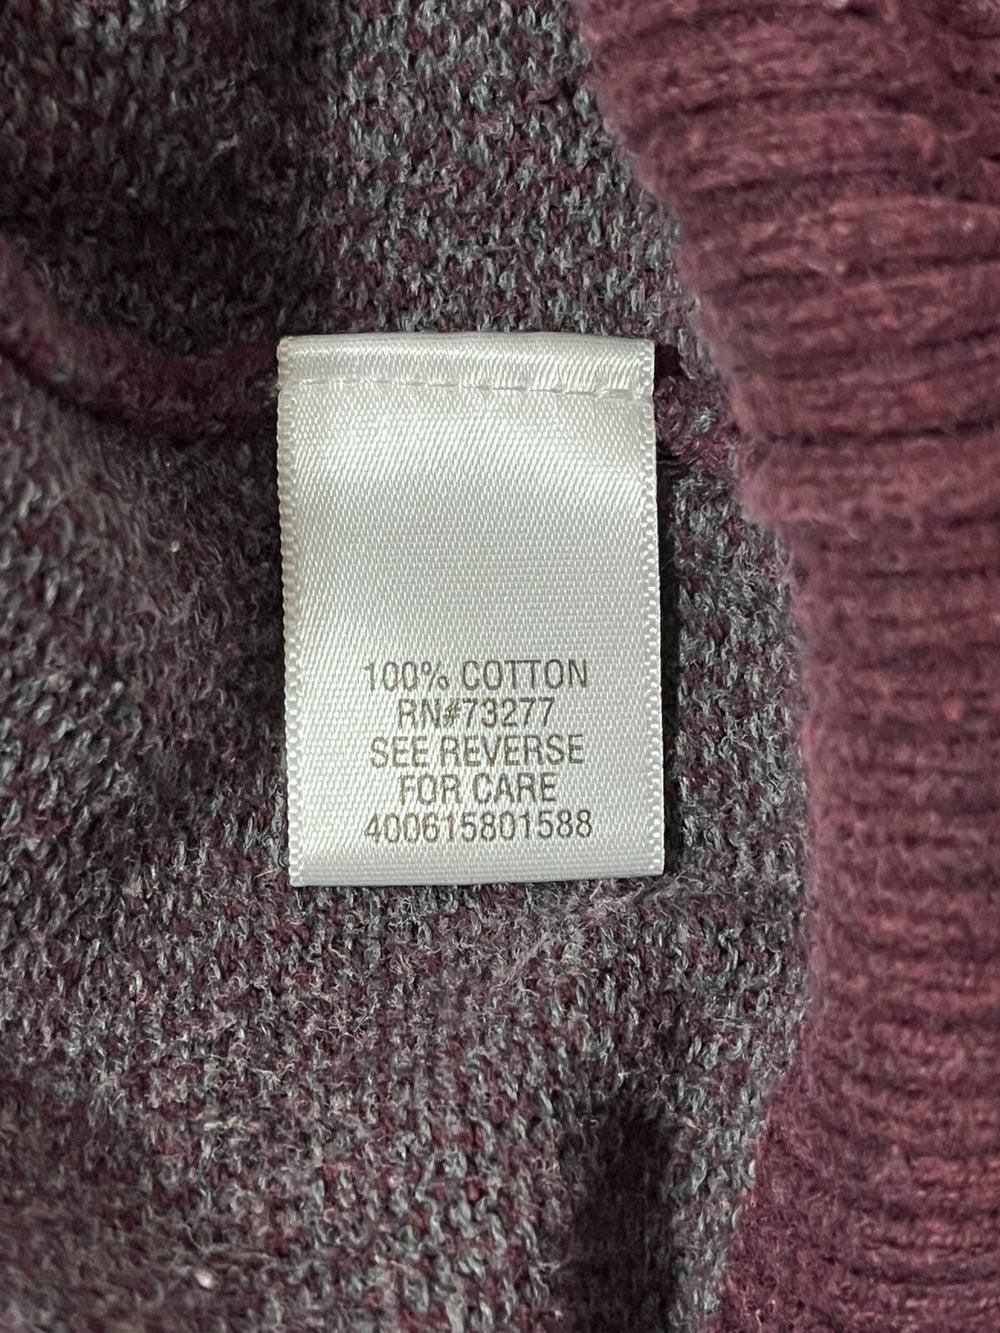 100% COTTON
RN#73277
SEE REVERSE
FOR CARE
400615801588